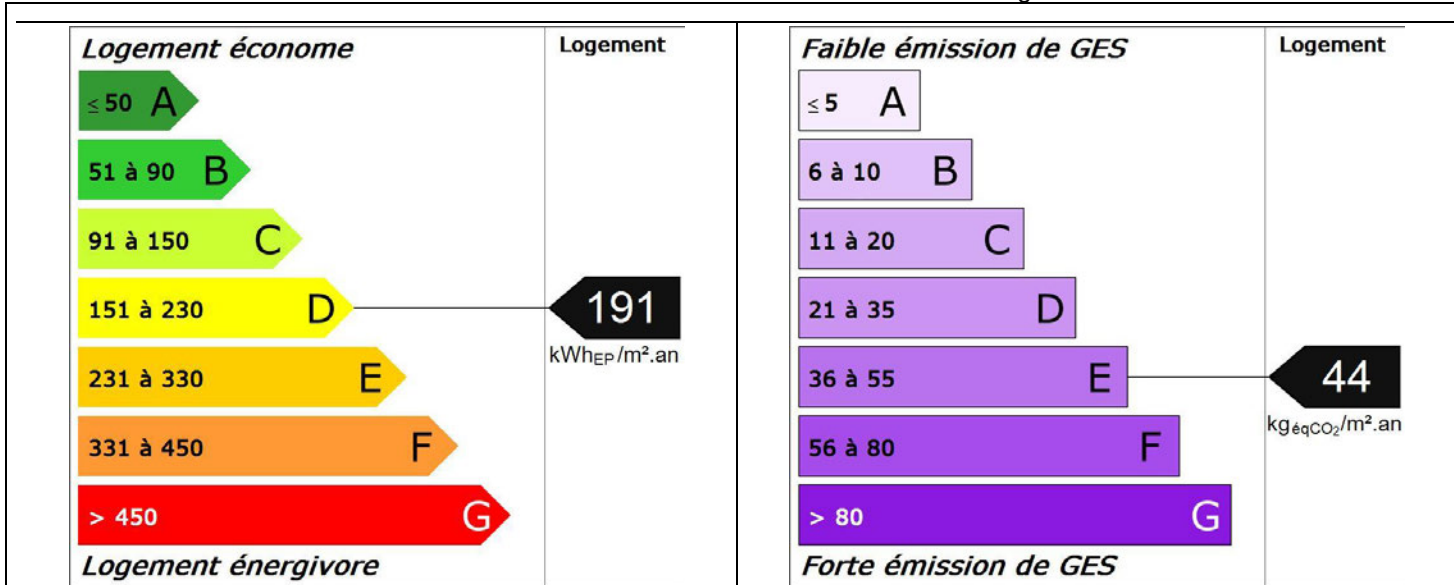 Logement économe
Logement
≤ 50 A
51 à 90 B
91 à 150 C
151 à 230 D
191
kWhEP/m².an
231 à 330 E
331 à 450 F
> 450 G
Logement énergivore
Faible émission de GES
Logement
≤ 5 A
6 à 10 B
11 à 20 C
21 à 35 D
36 à 55 E
44
kgéqCO₂/m².an
56 à 80 F
> 80 G
Forte émission de GES